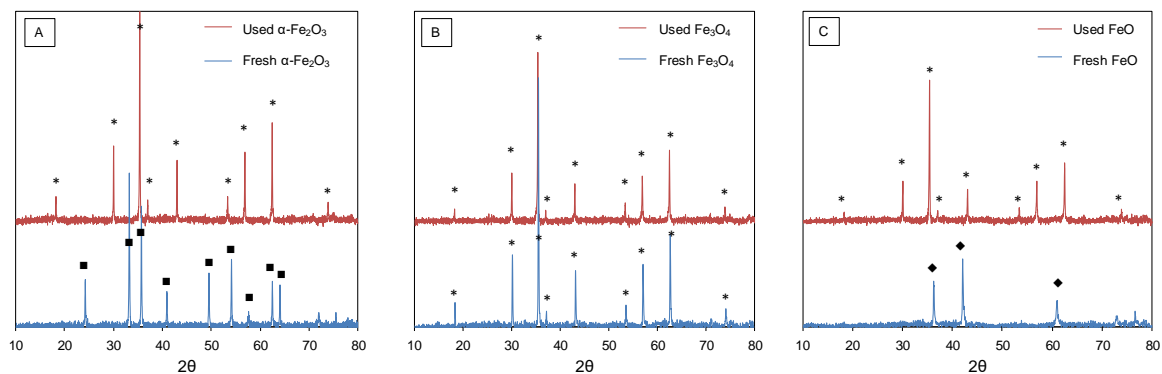 A
Used α-Fe₂O₃
Fresh α-Fe₂O₃
10 20 30 40 50 60 70 80
2θ
B
Used Fe₃O₄
Fresh Fe₃O₄
10 20 30 40 50 60 70 80
2θ
C
Used FeO
Fresh FeO
10 20 30 40 50 60 70 80
2θ